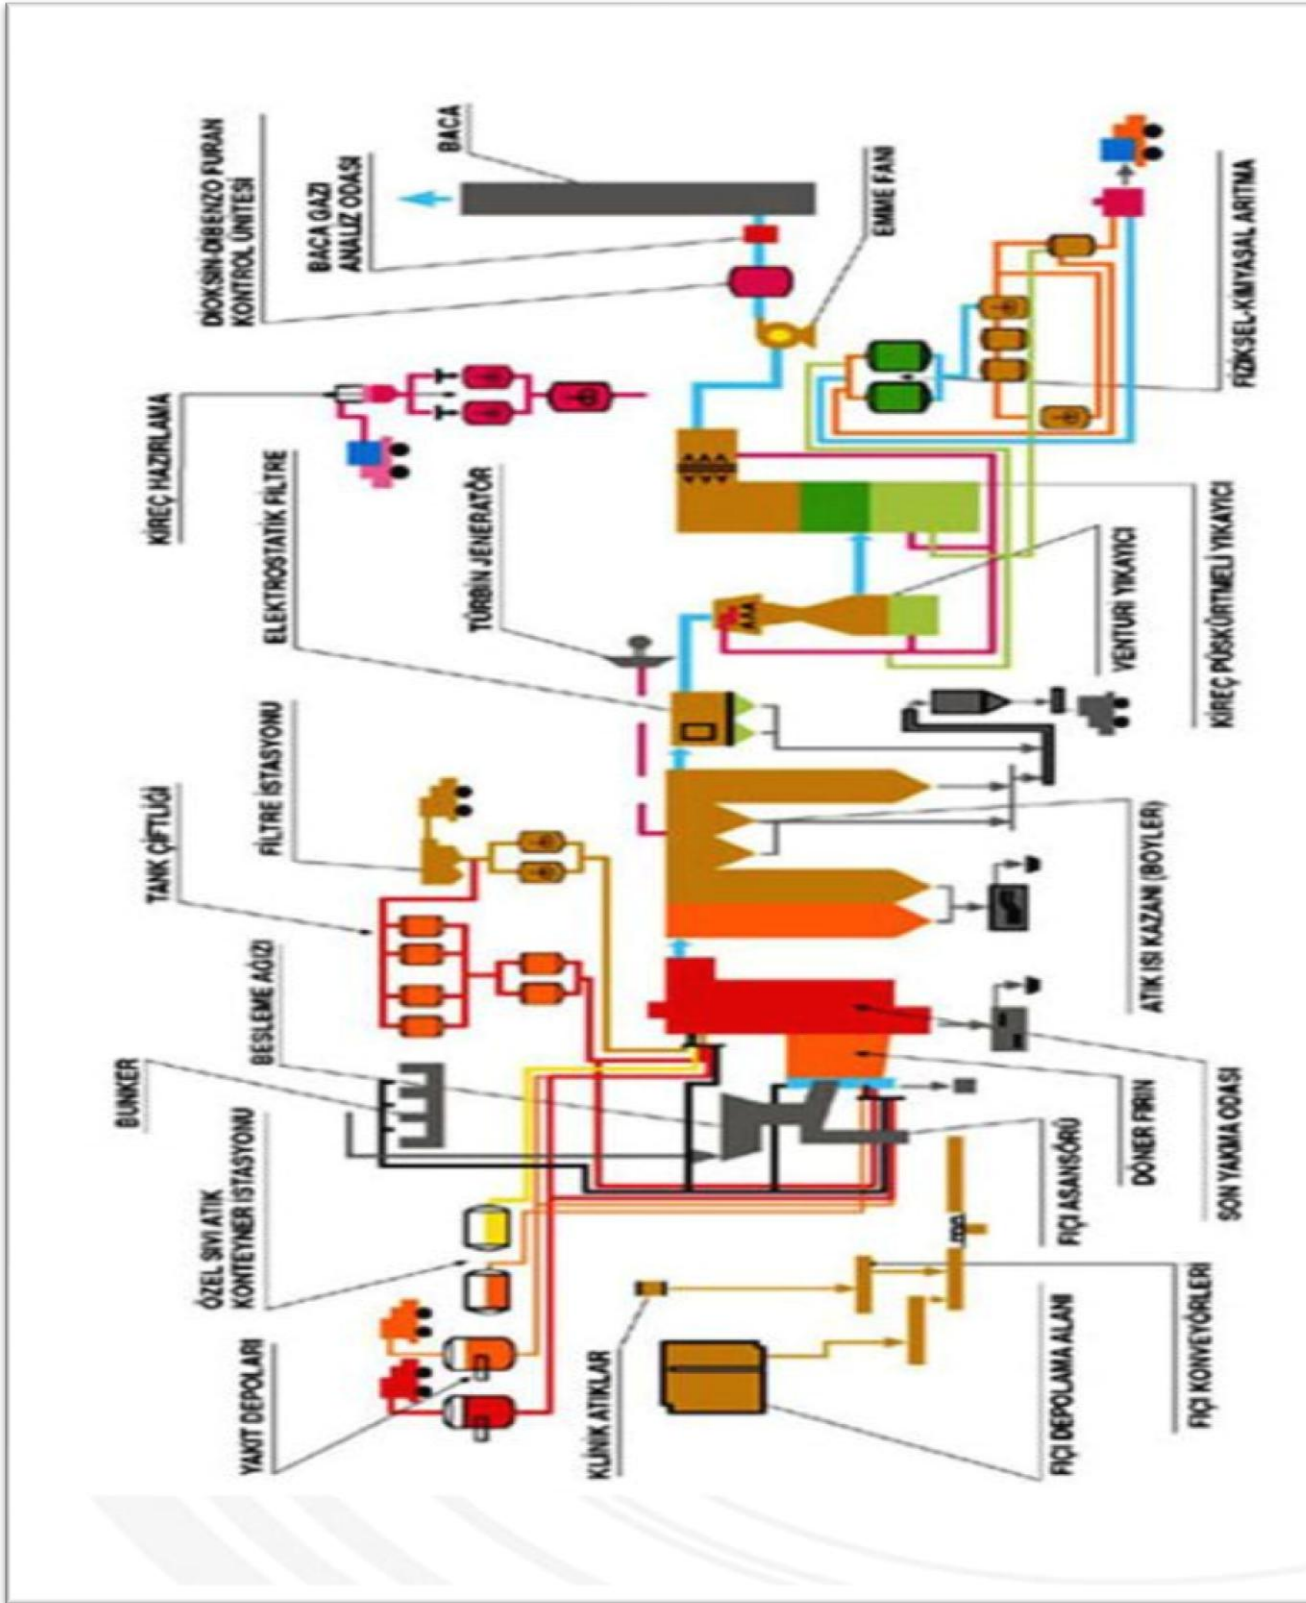 YAKIT DEPOLARI
ÖZEL SIVI ATIK
KONTEYNER İSTASYONU
BUNKER
BESLEME AĞIZI
TANK ÇİFTLİĞİ
FİLTRE İSTASYONU
ELEKTROSTATİK FİLTRE
KİREÇ HAZIRLAMA
TÜRBİN JENERATÖR
DİOKSİN-DİBENZO FURAN
KONTROL ÜNİTESİ
BACA GAZI
ANALİZ ODASI
BACA
EMME FANI
KLİNİK ATIKLAR
FIÇI DEPOLAMA ALANI
FIÇI KONVEYÖRLERİ
FIÇI ASANSÖRÜ
DÖNER FIRIN
SON YAKMA ODASI
ATIK ISI KAZANI (BOYLER)
VENTURI YIKAYICI
KİREÇ PÜSKÜRTMELİ YIKAYICI
FİZİKSEL-KİMYASAL ARITMA